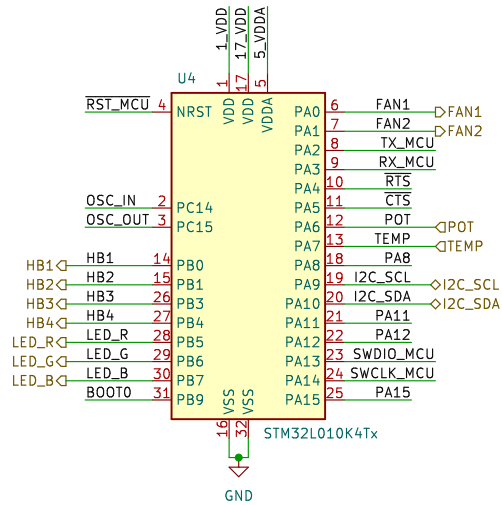 1_VDD 17_VDD 5_VDDA
U4
1 17 5
VDD VDD VDDA
RST_MCU 4 NRST PA0 6 FAN1 FAN1
PA1 7 FAN2 FAN2
PA2 8 TX_MCU
PA3 9 RX_MCU
PA4 10 RTS
OSC_IN 2 PC14 PA5 11 CTS
OSC_OUT 3 PC15 PA6 12 POT POT
PA7 13 TEMP TEMP
HB1 HB1 14 PB0 PA8 18 PA8
HB2 HB2 15 PB1 PA9 19 I2C_SCL I2C_SCL
HB3 HB3 26 PB3 PA10 20 I2C_SDA I2C_SDA
HB4 HB4 27 PB4 PA11 21 PA11
LED_R LED_R 28 PB5 PA12 22 PA12
LED_G LED_G 29 PB6 PA13 23 SWDIO_MCU
LED_B LED_B 30 PB7 PA14 24 SWCLK_MCU
BOOT0 31 PB9 PA15 25 PA15
VSS VSS
16 32
STM32L010K4Tx
GND